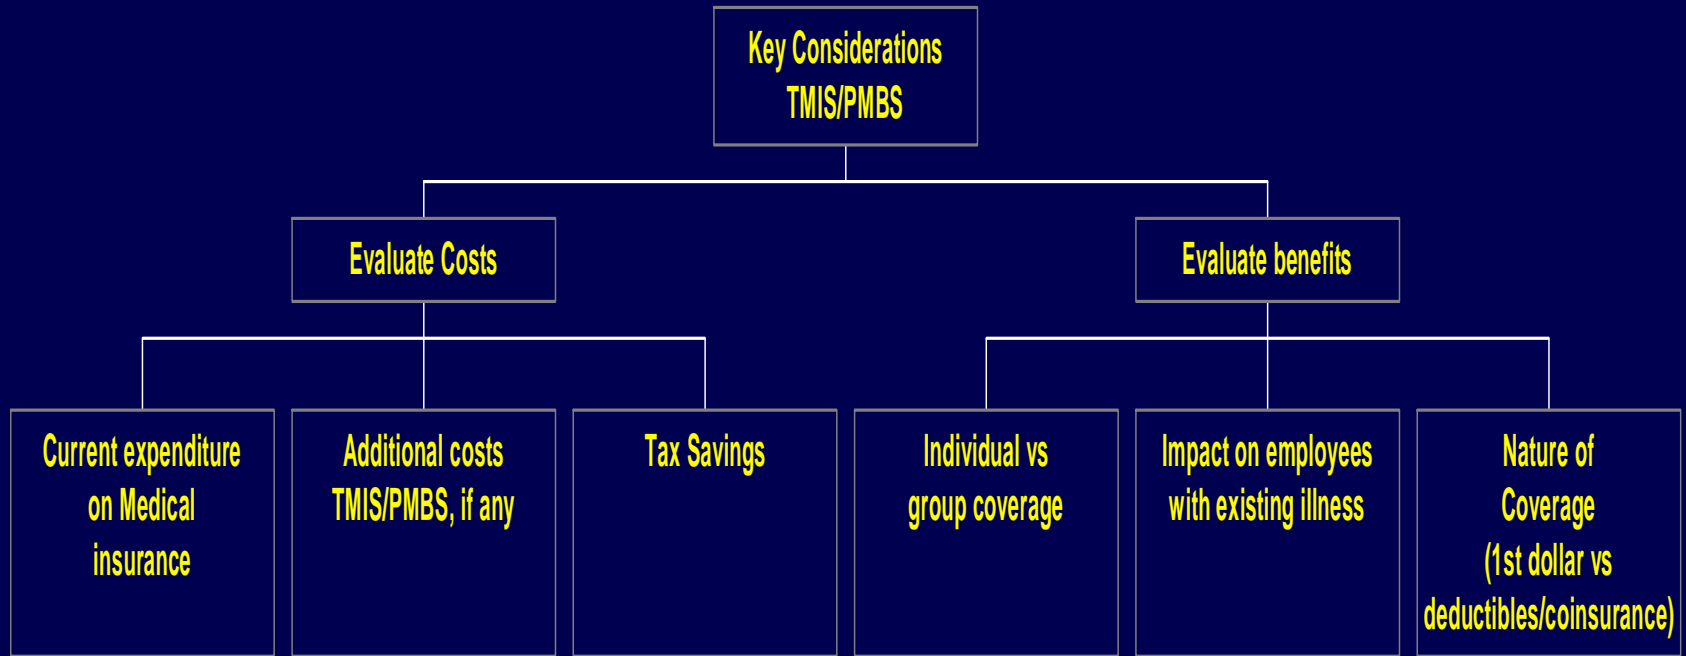 Key Considerations
TMIS/PMBS
Evaluate Costs
Evaluate benefits
Current expenditure
on Medical
insurance
Additional costs
TMIS/PMBS, if any
Tax Savings
Individual vs
group coverage
Impact on employees
with existing illness
Nature of
Coverage
(1st dollar vs
deductibles/coinsurance)